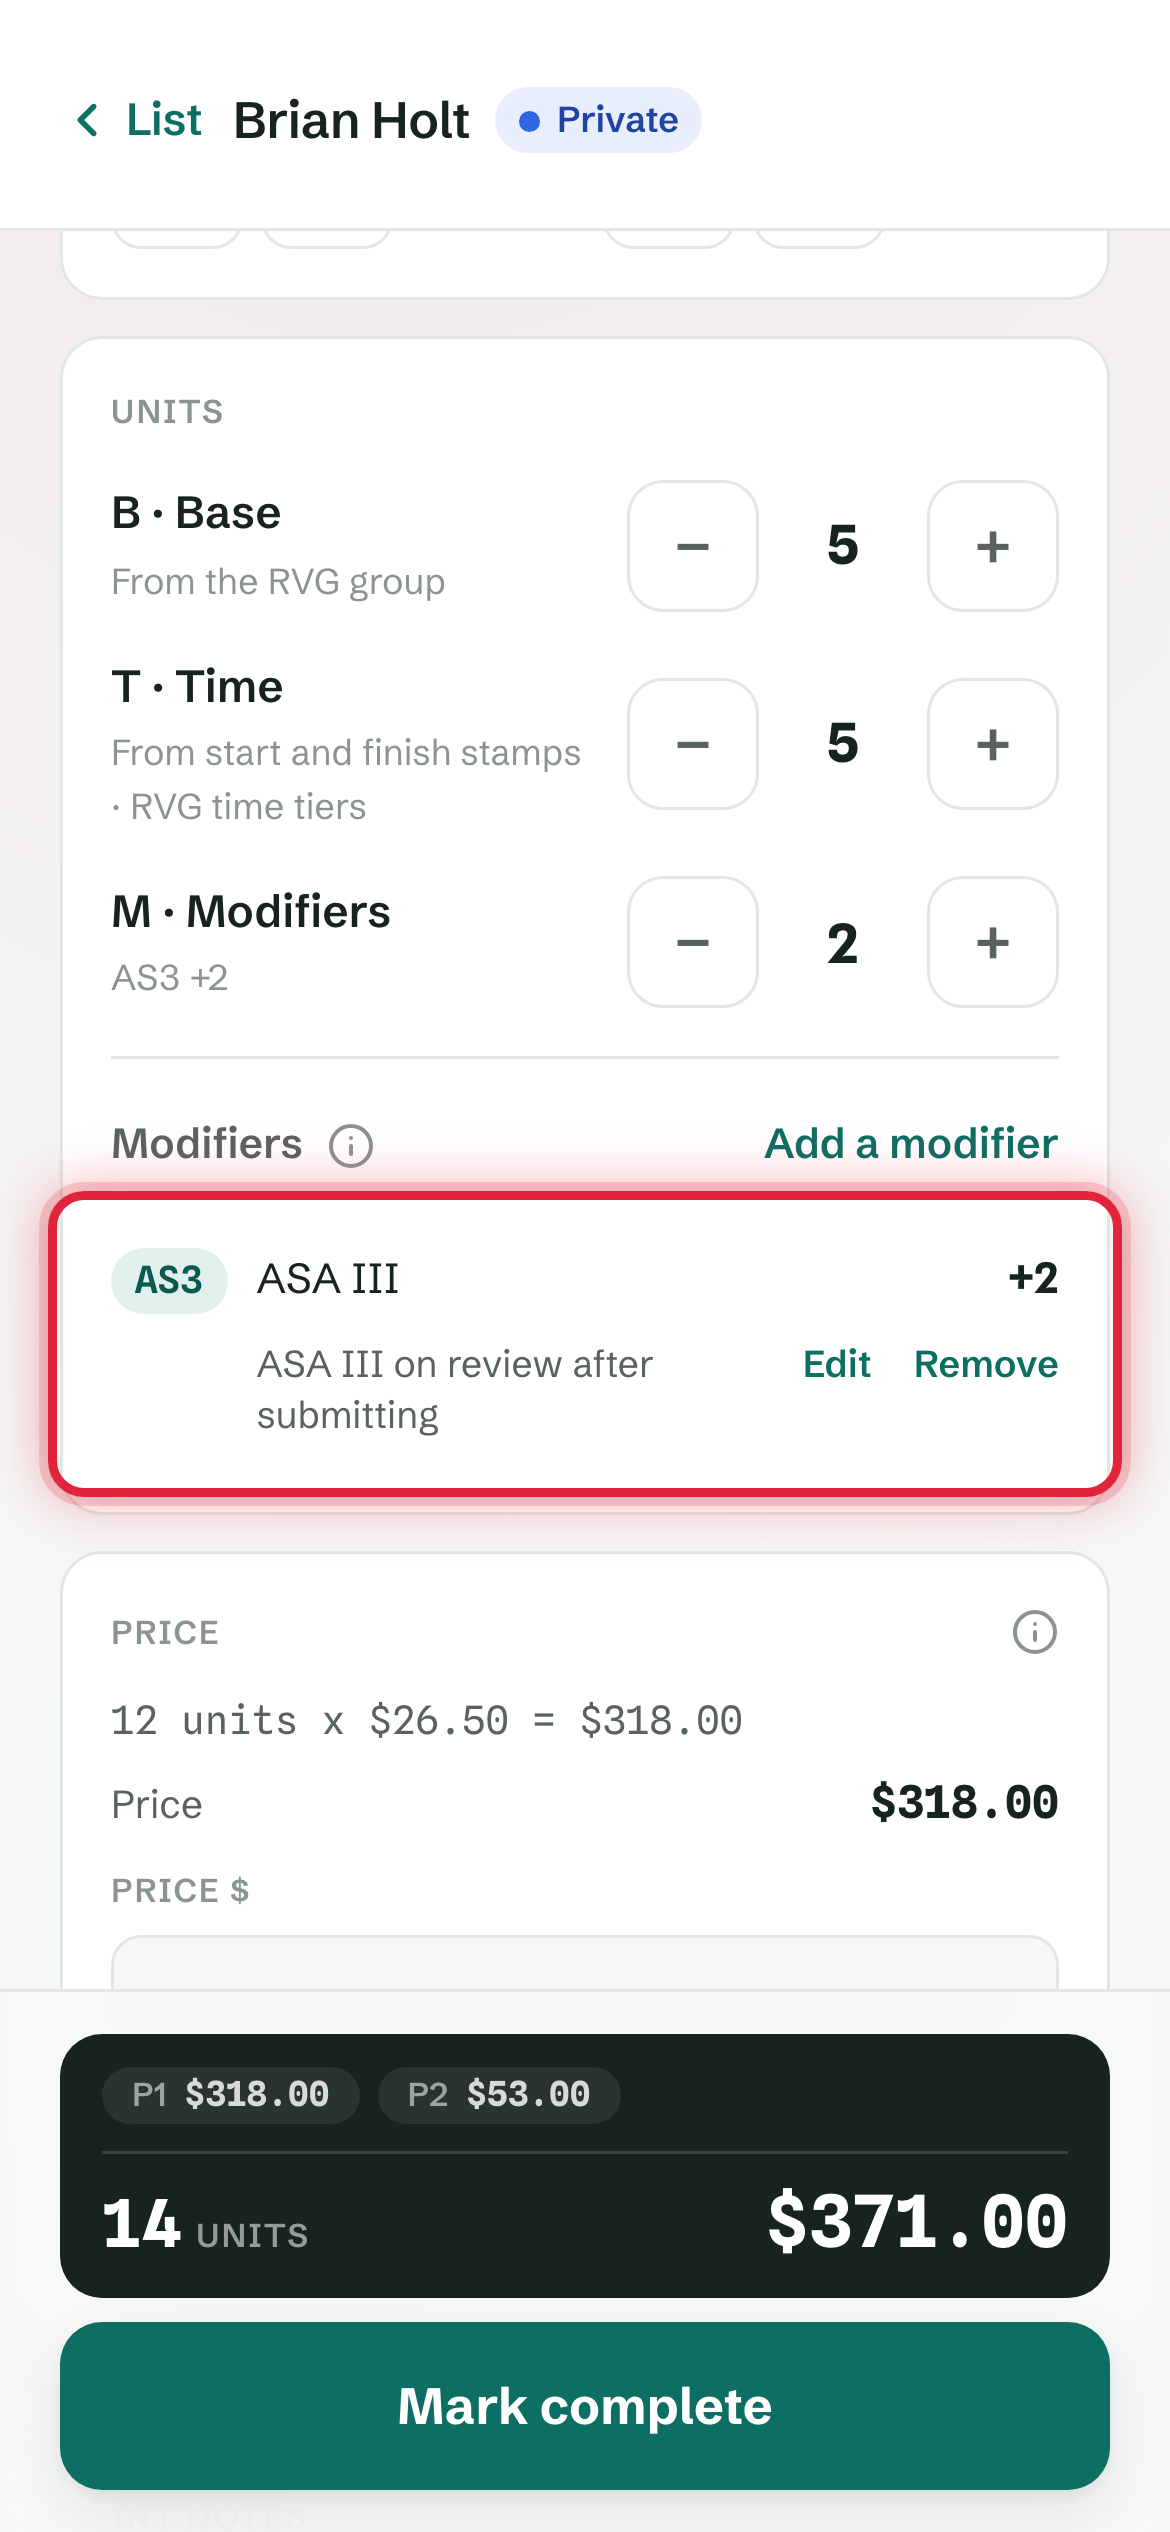 List Brian Holt Private
UNITS
B · Base
From the RVG group
− 5 +
T · Time
From start and finish stamps
· RVG time tiers
− 5 +
M · Modifiers
AS3 +2
− 2 +
Modifiers Add a modifier
AS3 ASA III +2
ASA III on review after
submitting
Edit Remove
PRICE
12 units x $26.50 = $318.00
Price $318.00
PRICE $
P1 $318.00 P2 $53.00
14 UNITS $371.00
Mark complete
INT NOTES